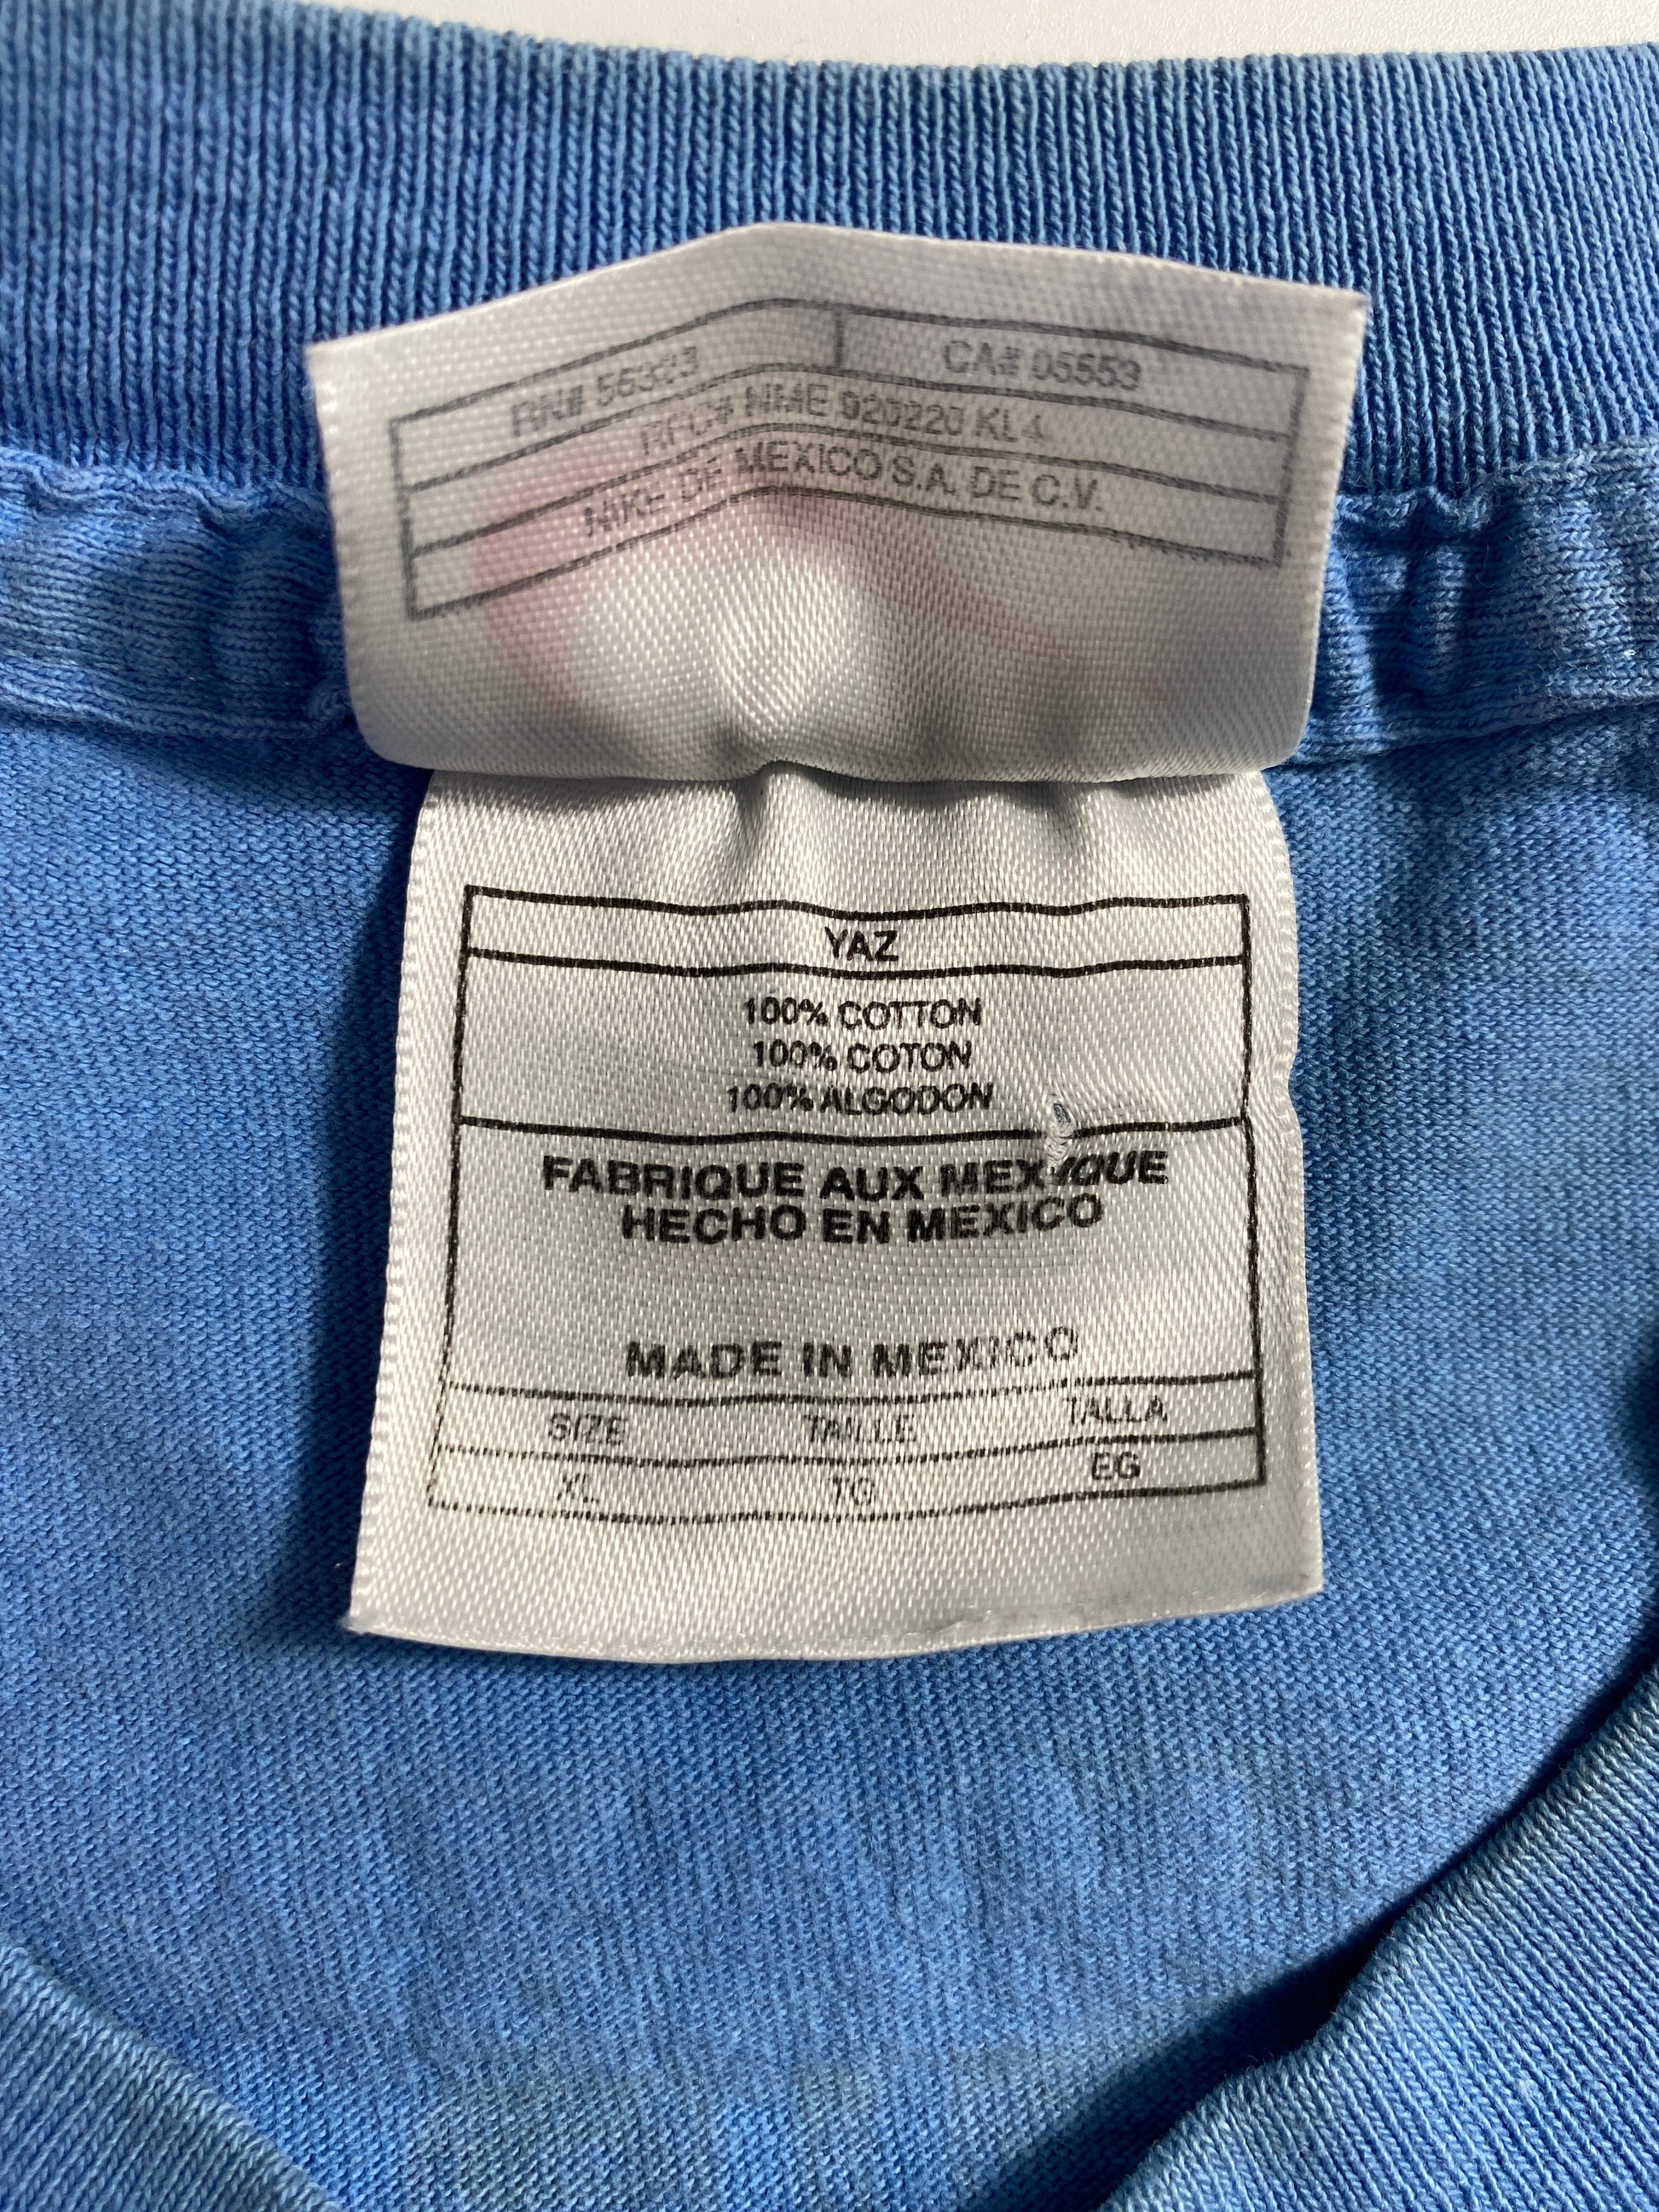 RN# 56323 CA# 05553
RFC# NME 920220 KL4
NIKE DE MEXICO S.A. DE C.V.
YAZ
100% COTTON
100% COTON
100% ALGODON
FABRIQUE AUX MEXIQUE
HECHO EN MEXICO
MADE IN MEXICO
SIZE TAILLE TALLA
XL TG EG